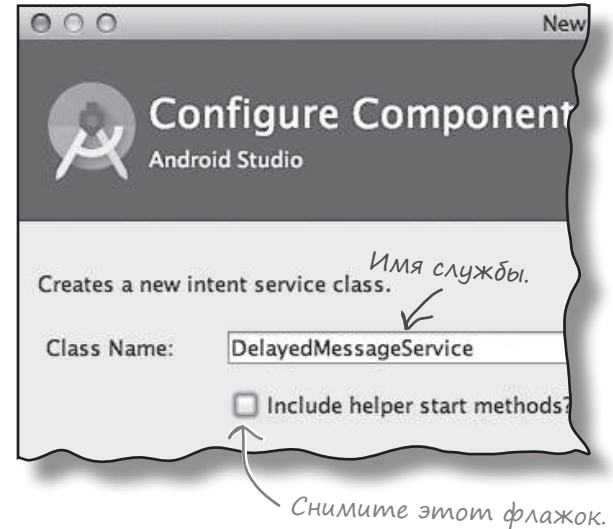 New
Configure Component
Android Studio
Имя службы.
Creates a new intent service class.
Class Name:
DelayedMessageService
Include helper start methods?
Снимите этот флажок.